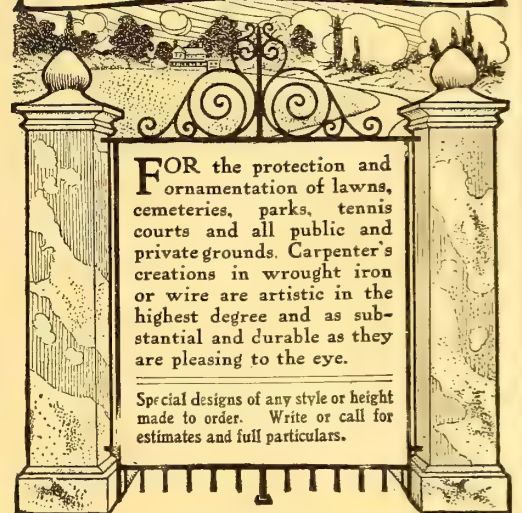 FOR the protection and
ornamentation of lawns,
cemeteries, parks, tennis
courts and all public and
private grounds. Carpenter's
creations in wrought iron
or wire are artistic in the
highest degree and as sub-
stantial and durable as they
are pleasing to the eye.
Special designs of any style or height
made to order. Write or call for
estimates and full particulars.